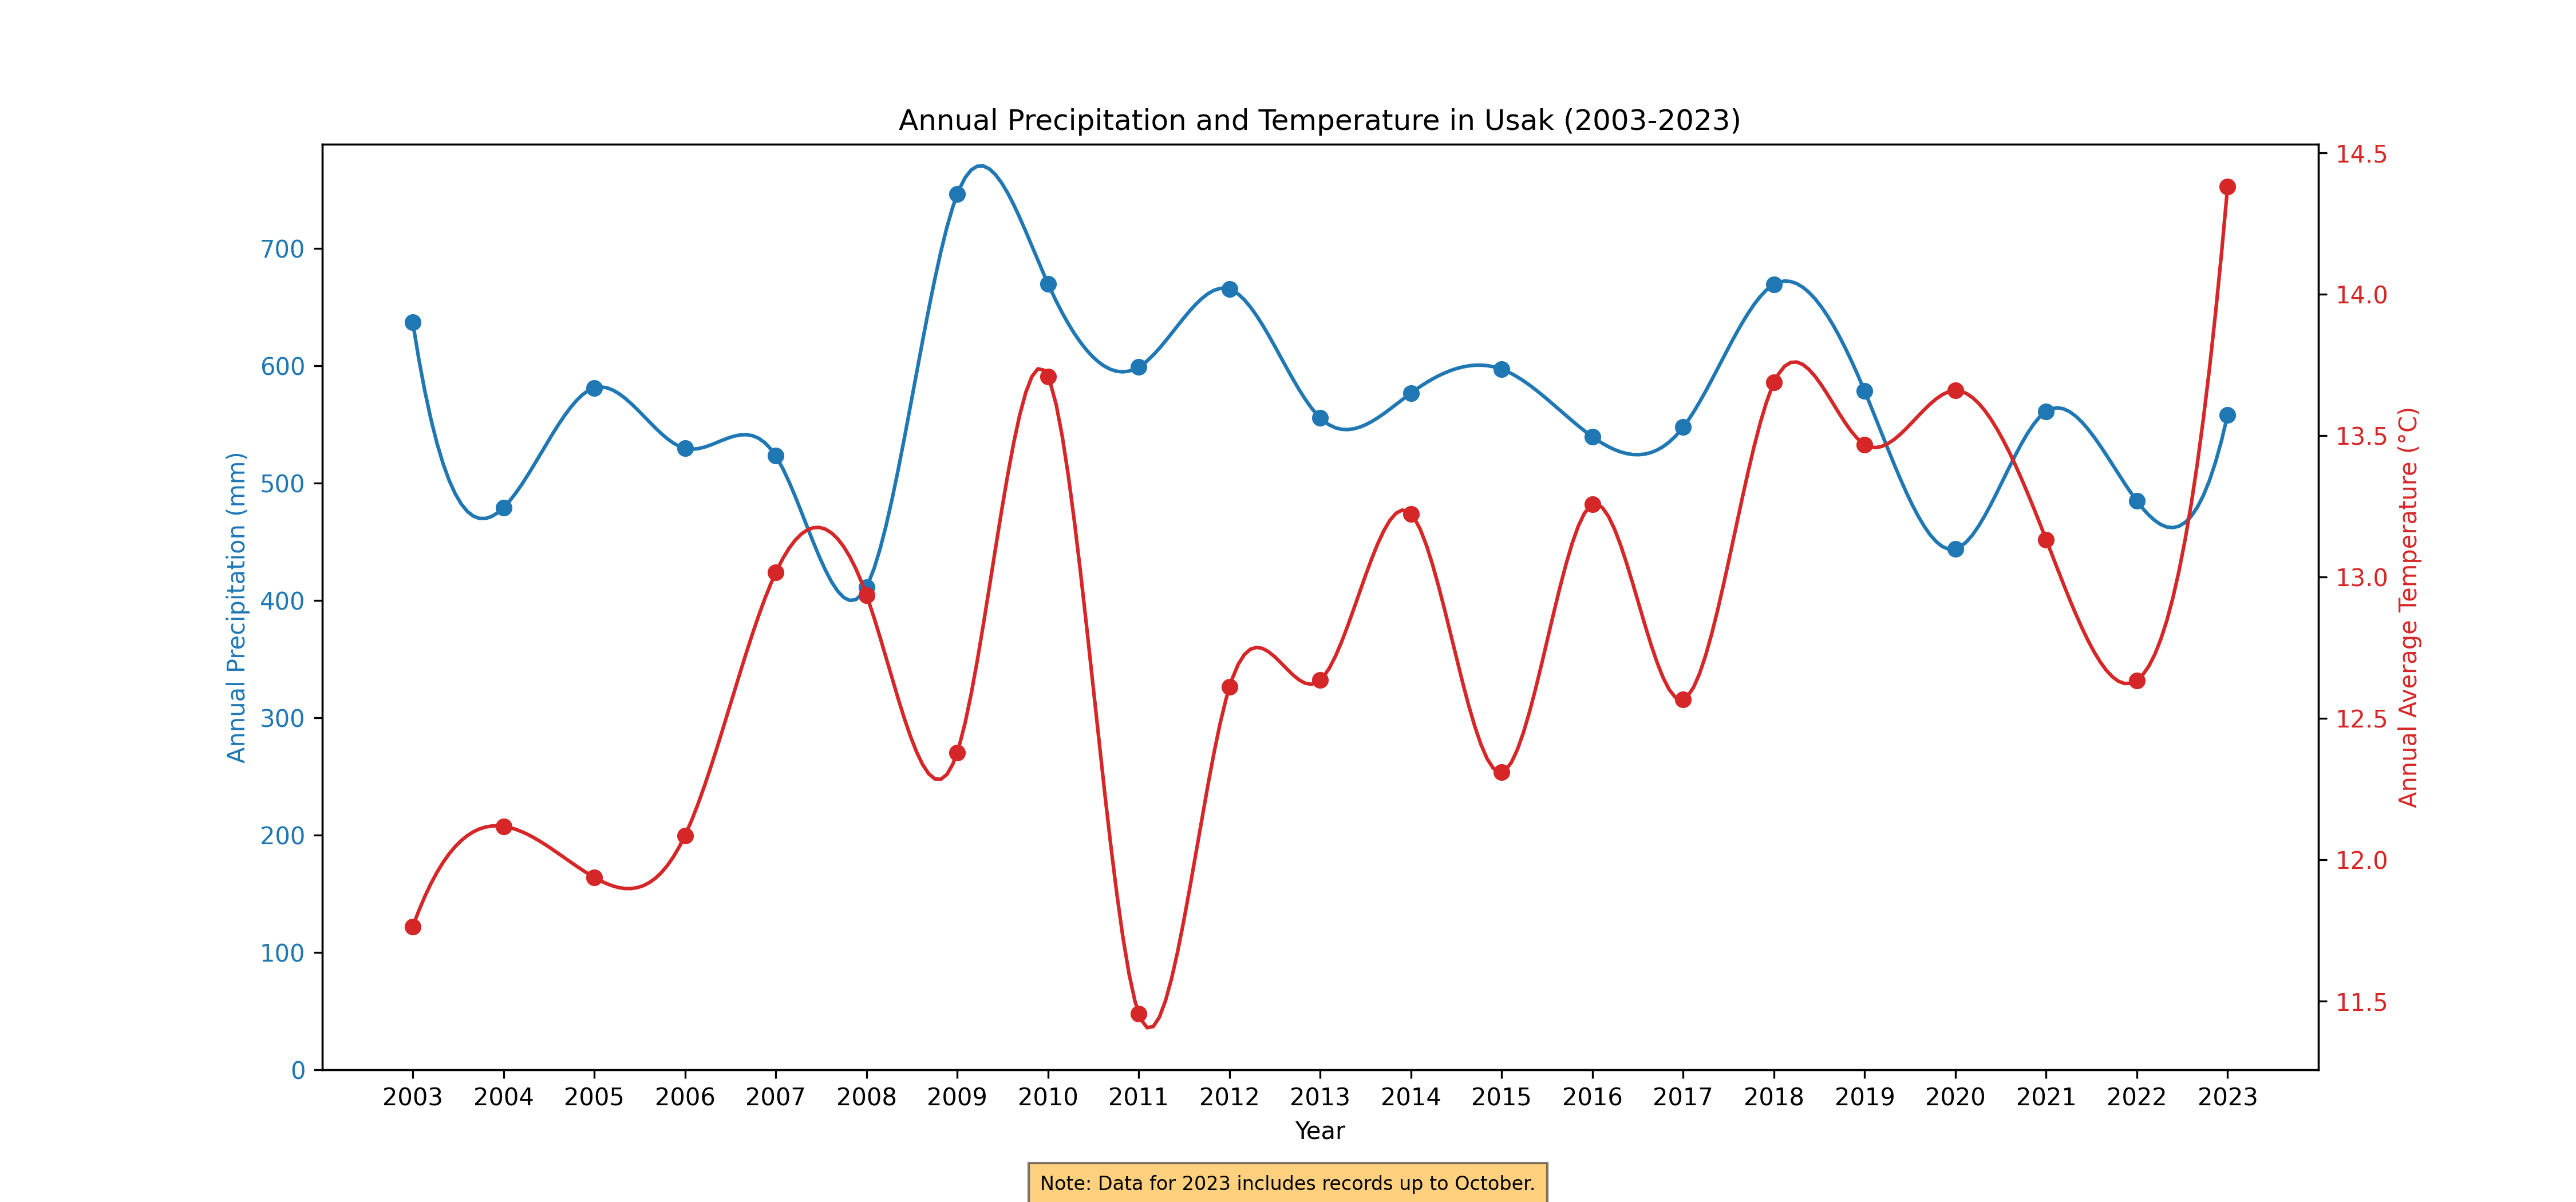 Annual Precipitation and Temperature in Usak (2003-2023)
Annual Precipitation (mm)
700
600
500
400
300
200
100
0
14.5
14.0
13.5
13.0
12.5
12.0
11.5
Annual Average Temperature (°C)
2003 2004 2005 2006 2007 2008 2009 2010 2011 2012 2013 2014 2015 2016 2017 2018 2019 2020 2021 2022 2023
Year
Note: Data for 2023 includes records up to October.